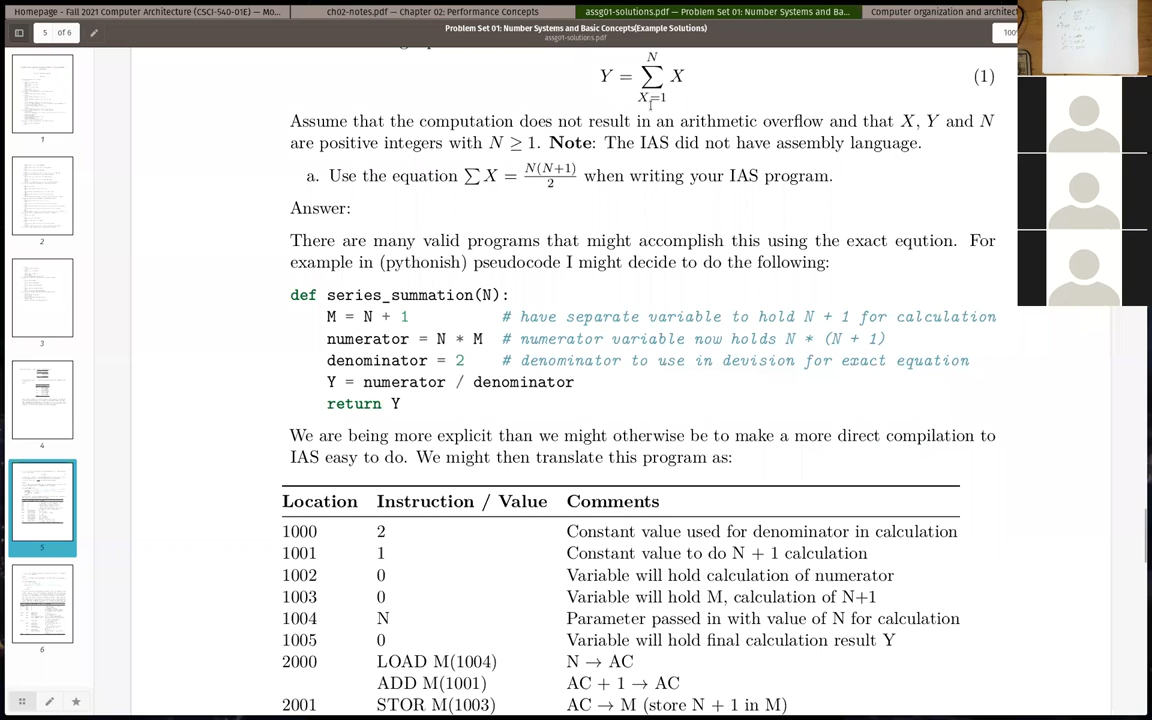 Homepage - Fall 2021 Computer Architecture (CSCI-540-01E) — Mo...
ch02-notes.pdf — Chapter 02: Performance Concepts
assg01-solutions.pdf — Problem Set 01: Number Systems and Ba...
computer organization and architect
5 of 6
Problem Set 01: Number Systems and Basic Concepts(Example Solutions)
assg01-solutions.pdf
100
Y = ∑_{X=1}^{N} X (1)
Assume that the computation does not result in an arithmetic overflow and that X, Y and N
are positive integers with N ≥ 1. Note: The IAS did not have assembly language.
a. Use the equation ∑ X = N(N+1)/2 when writing your IAS program.
Answer:
There are many valid programs that might accomplish this using the exact eqution. For
example in (pythonish) pseudocode I might decide to do the following:
def series_summation(N):
M = N + 1 # have separate variable to hold N + 1 for calculation
numerator = N * M # numerator variable now holds N * (N + 1)
denominator = 2 # denominator to use in devision for exact equation
Y = numerator / denominator
return Y
We are being more explicit than we might otherwise be to make a more direct compilation to
IAS easy to do. We might then translate this program as:
Location Instruction / Value Comments
1000 2 Constant value used for denominator in calculation
1001 1 Constant value to do N + 1 calculation
1002 0 Variable will hold calculation of numerator
1003 0 Variable will hold M, calculation of N+1
1004 N Parameter passed in with value of N for calculation
1005 0 Variable will hold final calculation result Y
2000 LOAD M(1004) N → AC
ADD M(1001) AC + 1 → AC
2001 STOR M(1003) AC → M (store N + 1 in M)
1
2
3
4
5
6